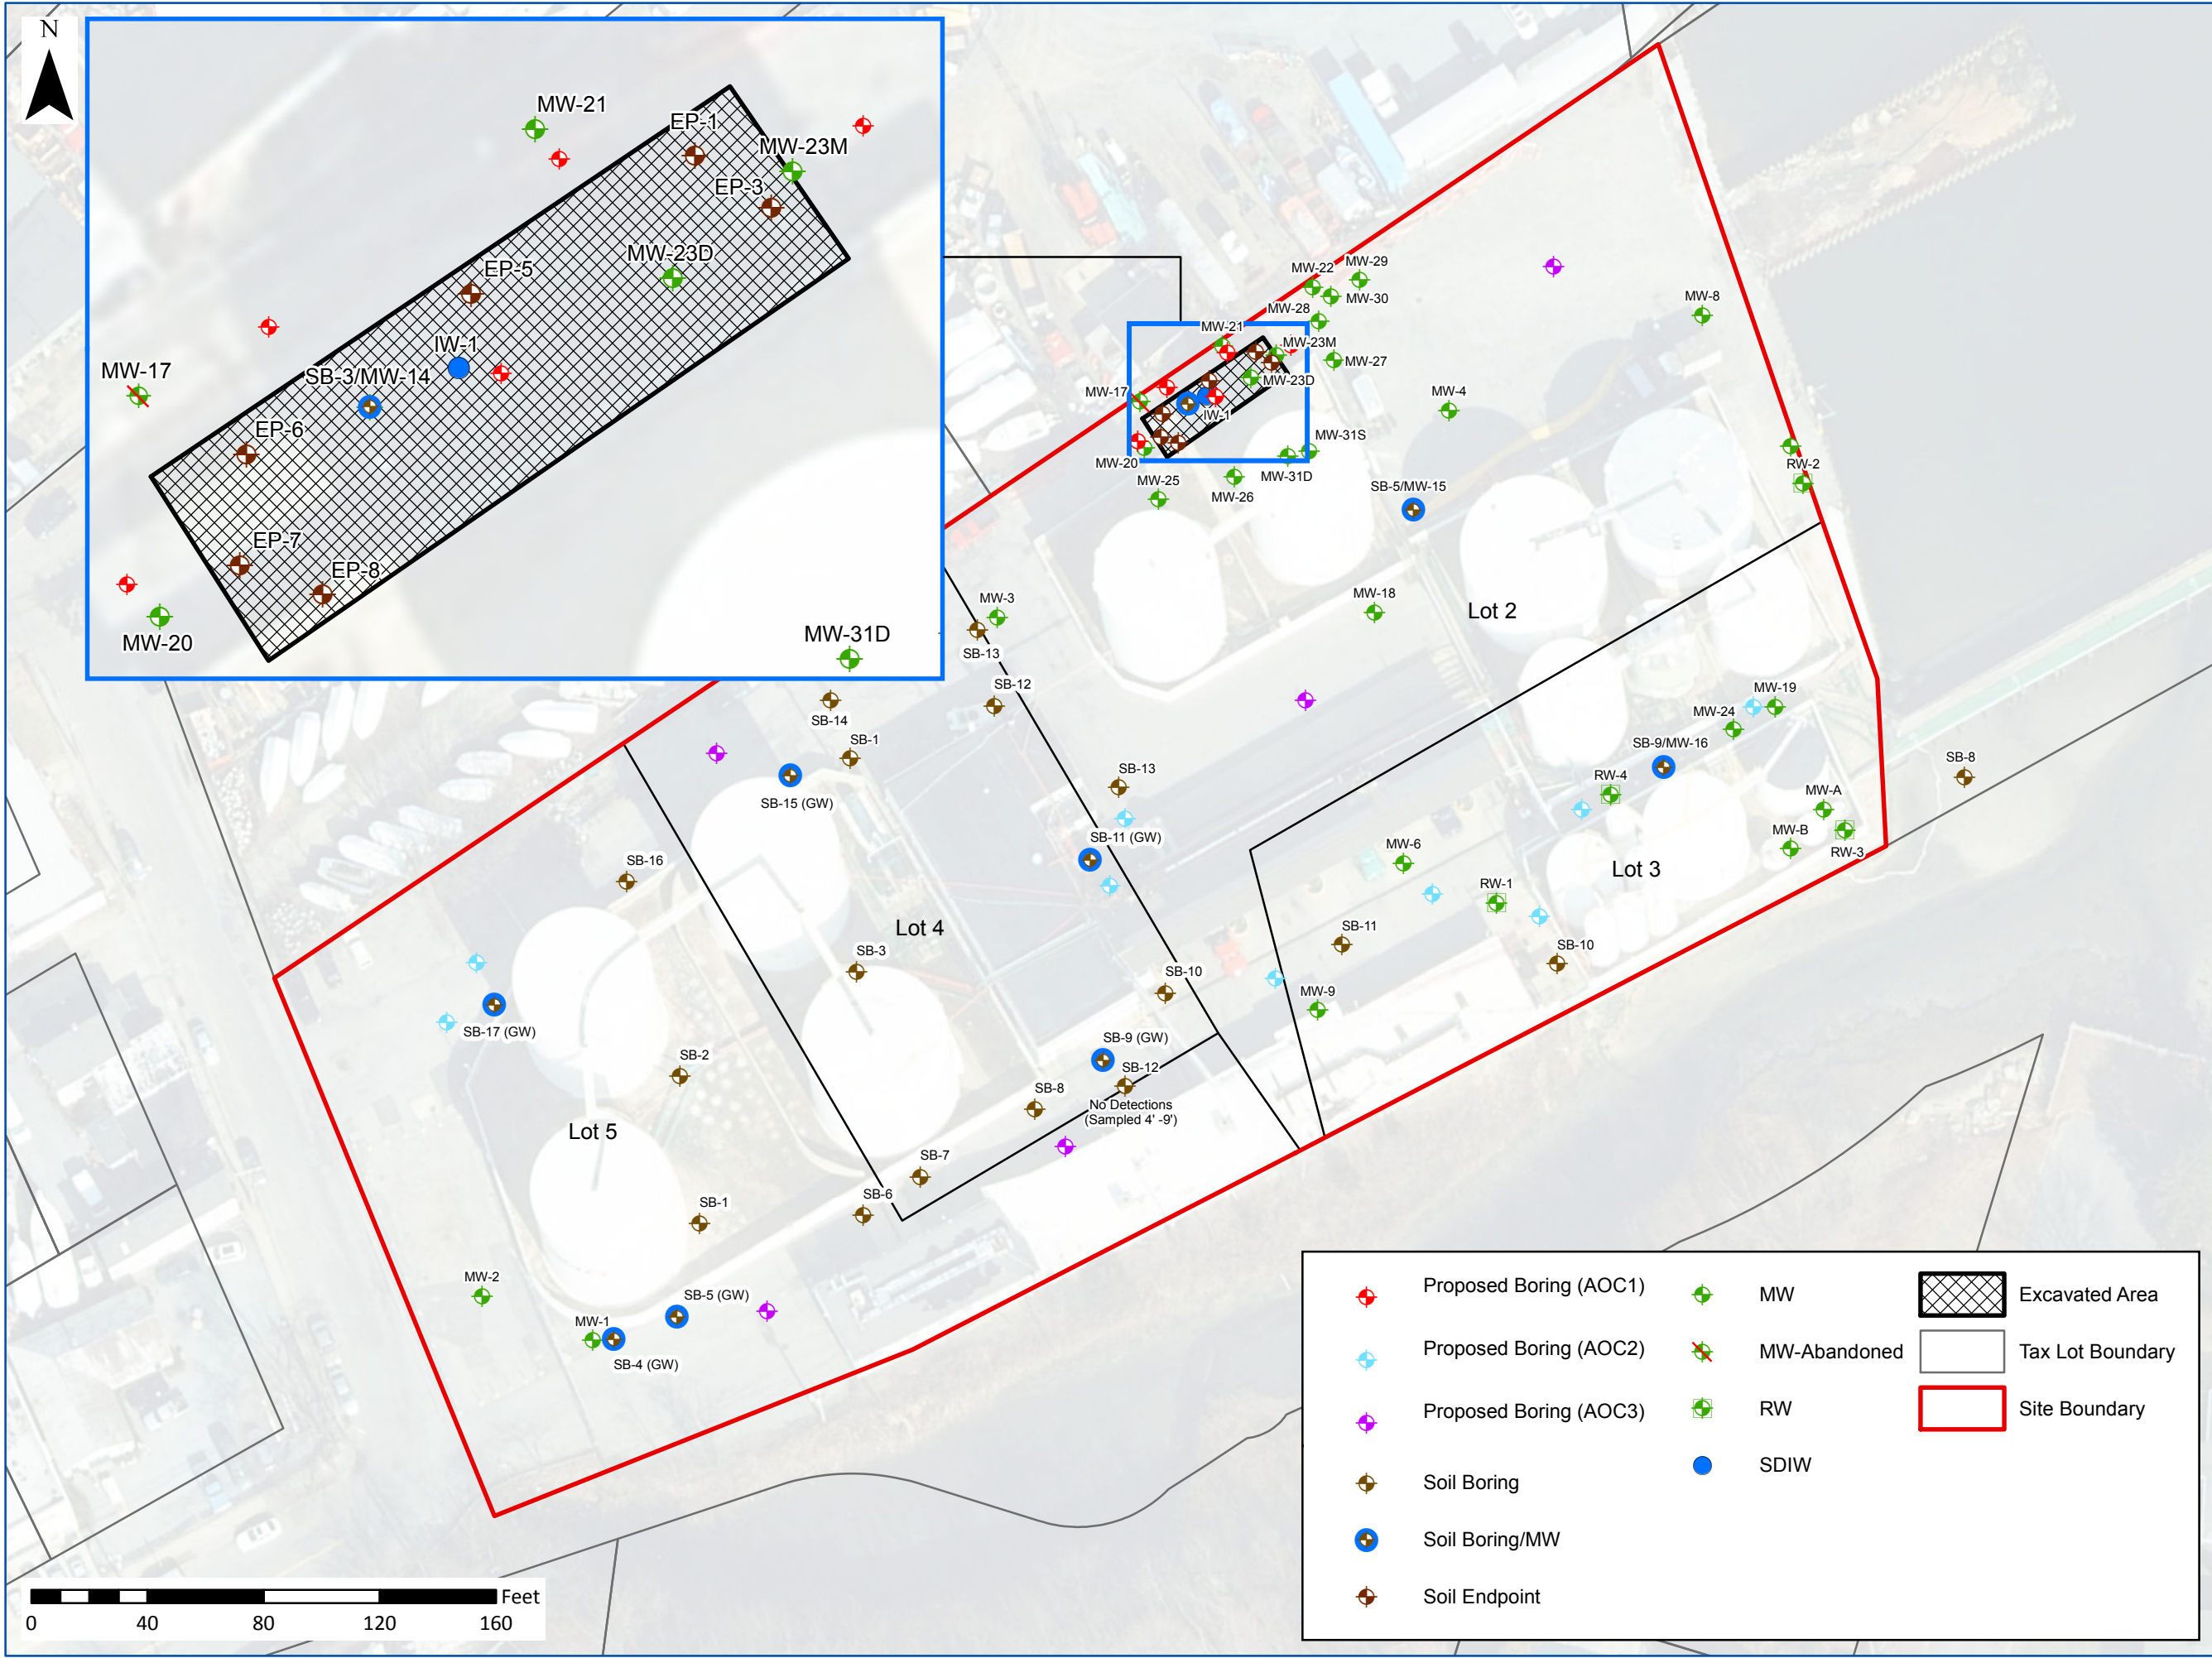 N
MW-21
EP-1
MW-23M
EP-3
MW-23D
EP-5
IW-1
SB-3/MW-14
MW-17
EP-6
EP-7
EP-8
MW-20
MW-31D
MW-22
MW-29
MW-30
MW-28
MW-21
MW-23M
MW-27
MW-23D
MW-17
IW-1
MW-8
MW-4
MW-31S
MW-20
MW-31D
MW-25
MW-26
SB-5/MW-15
RW-2
MW-3
SB-13
MW-18
Lot 2
SB-12
SB-14
SB-1
SB-15 (GW)
SB-13
SB-11 (GW)
MW-19
MW-24
SB-9/MW-16
RW-4
SB-8
MW-A
MW-B
RW-3
MW-6
Lot 3
RW-1
SB-16
Lot 4
SB-3
SB-11
SB-10
SB-10
MW-9
SB-17 (GW)
SB-2
SB-9 (GW)
SB-12
No Detections
(Sampled 4' -9')
SB-8
Lot 5
SB-7
SB-6
SB-1
MW-2
SB-5 (GW)
MW-1
SB-4 (GW)
Proposed Boring (AOC1)
Proposed Boring (AOC2)
Proposed Boring (AOC3)
Soil Boring
Soil Boring/MW
Soil Endpoint
MW
MW-Abandoned
RW
SDIW
Excavated Area
Tax Lot Boundary
Site Boundary
Feet
0 40 80 120 160